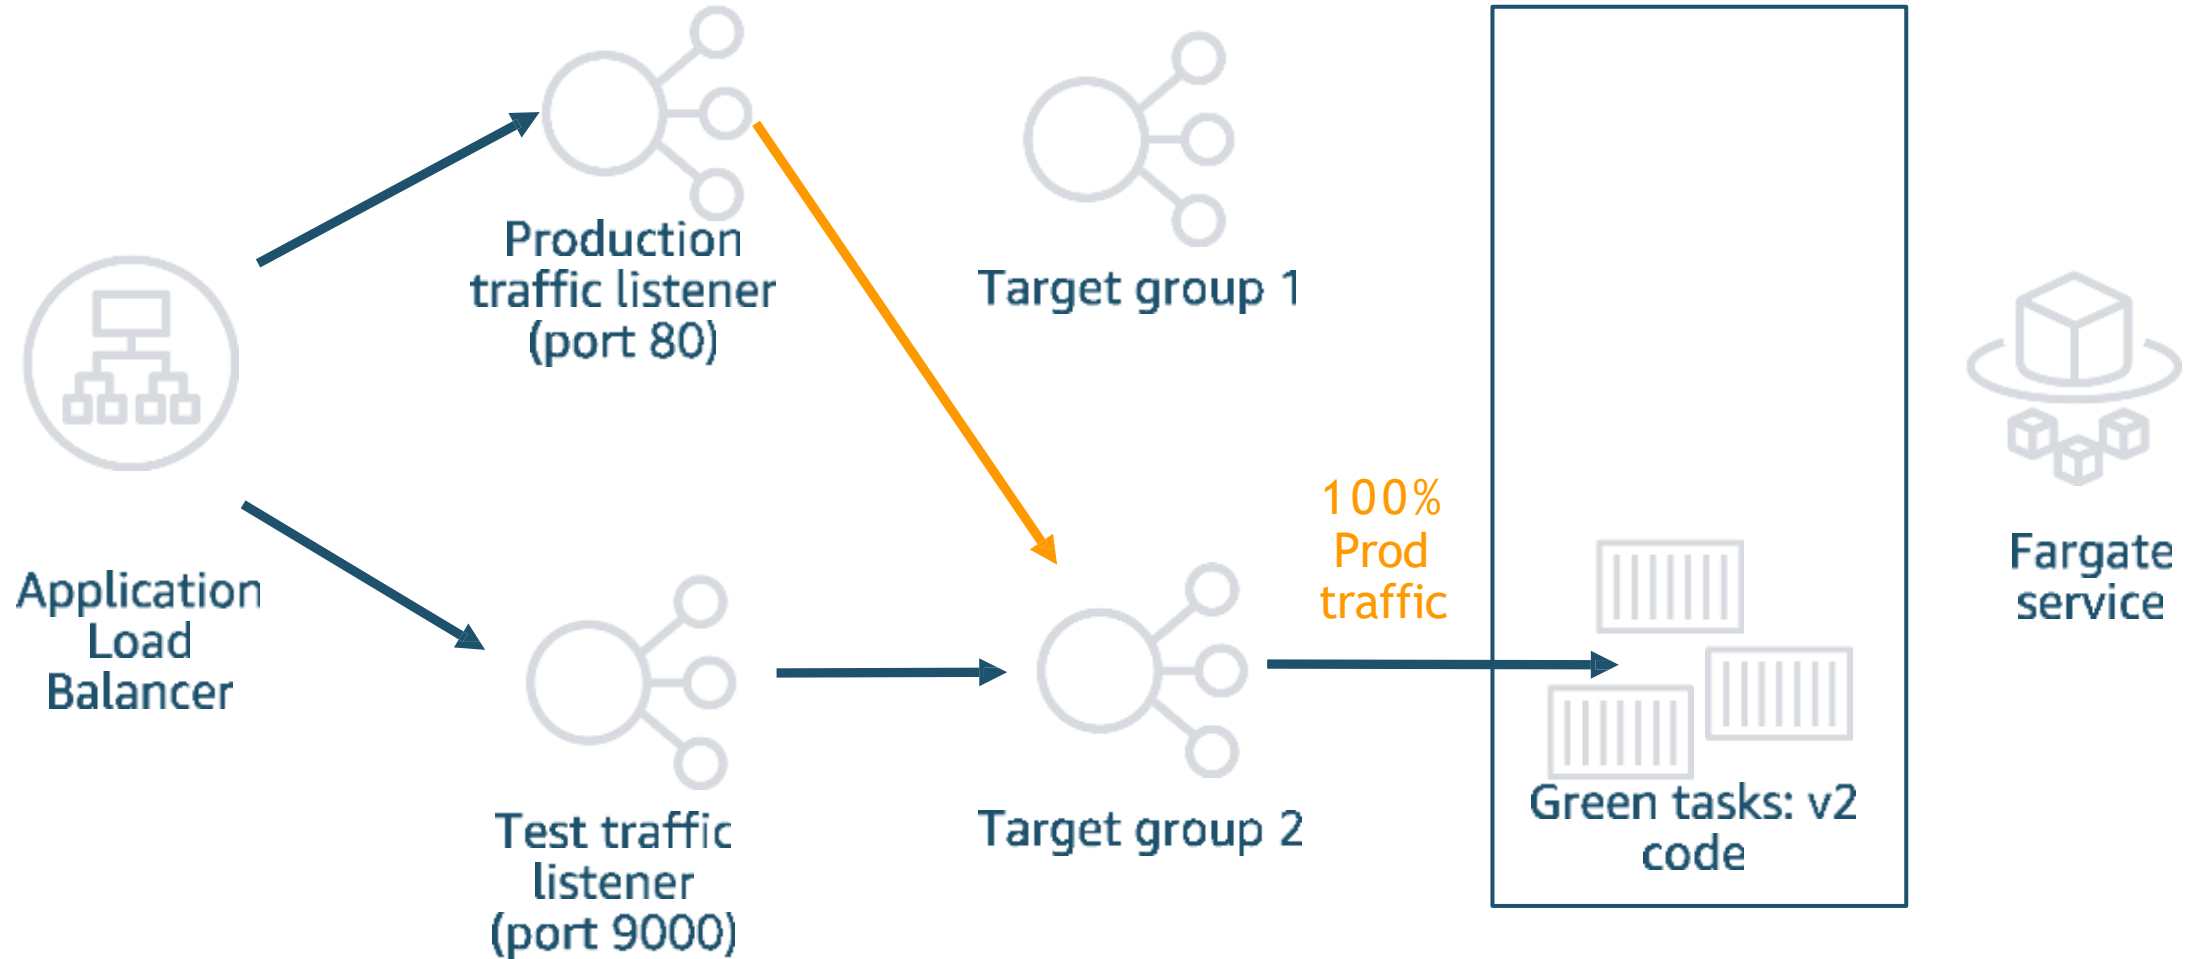 Production
traffic listener
(port 80)
Target group 1
Application
Load
Balancer
100%
Prod
traffic
Fargate
service
Test traffic
listener
(port 9000)
Target group 2
Green tasks: v2
code